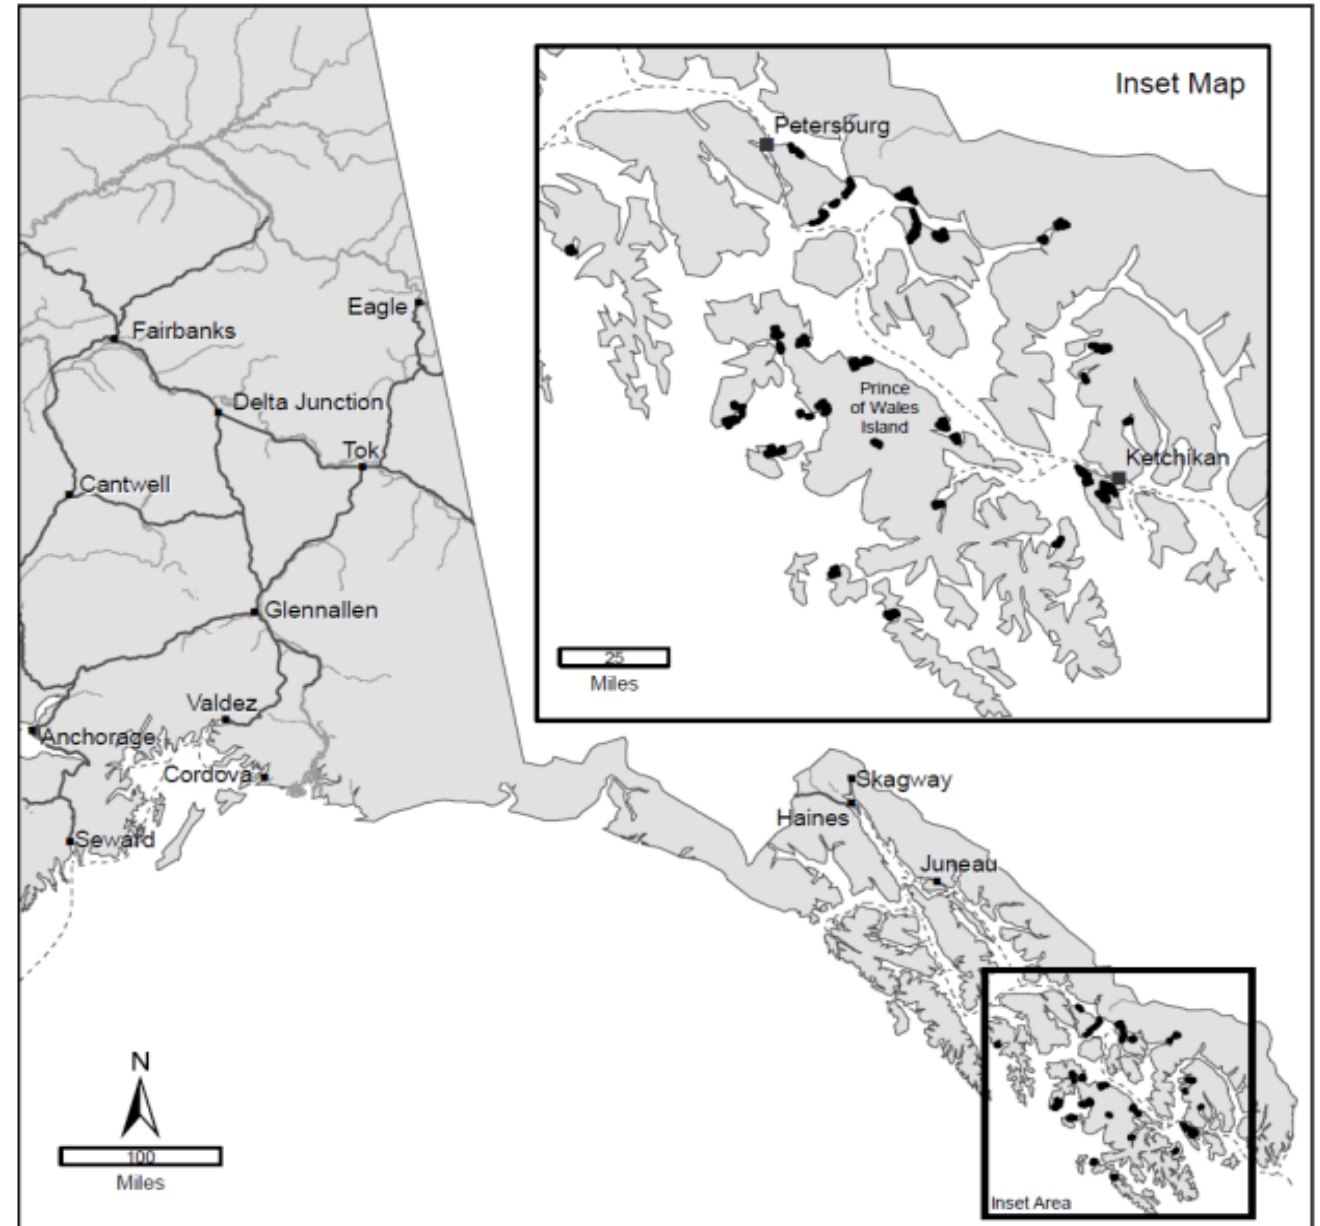 Inset Map
Petersburg
Eagle
Fairbanks
Delta Junction
Prince
of Wales
Island
Tok
Ketchikan
Cantwell
Glennallen
25
Miles
Valdez
Anchorage
Cordova
Skagway
Haines
Seward
Juneau
N
100
Miles
Inset Area